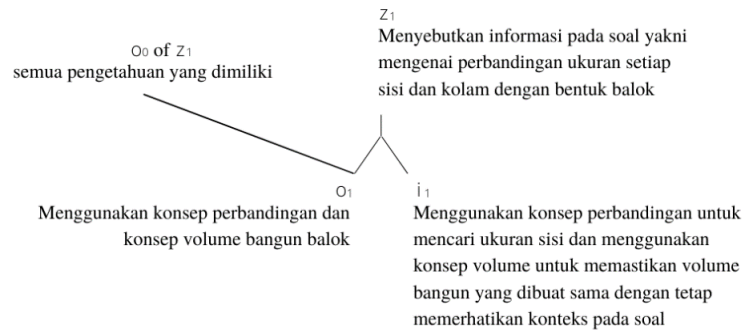 O₀ of Z₁
semua pengetahuan yang dimiliki
Z₁
Menyebutkan informasi pada soal yakni
mengenai perbandingan ukuran setiap
sisi dan kolam dengan bentuk balok
O₁
Menggunakan konsep perbandingan dan
konsep volume bangun balok
i₁
Menggunakan konsep perbandingan untuk
mencari ukuran sisi dan menggunakan
konsep volume untuk memastikan volume
bangun yang dibuat sama dengan tetap
memerhatikan konteks pada soal